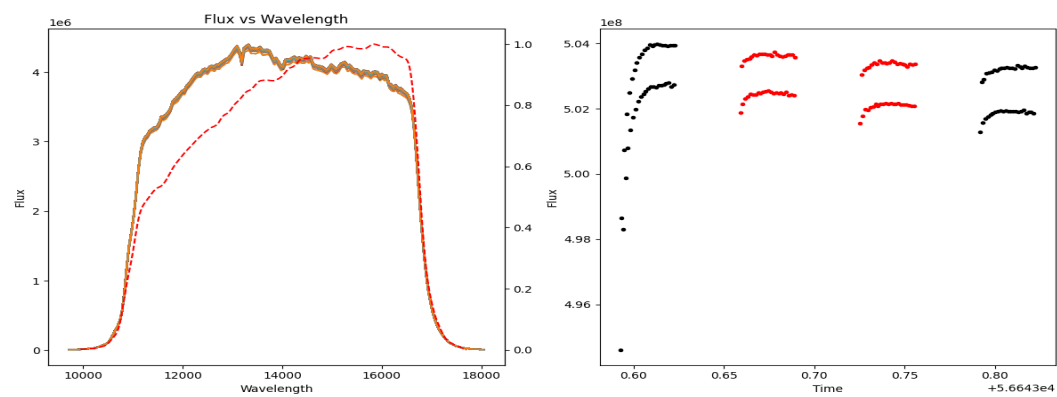 Flux vs Wavelength
1e6
4
3
2
1
0
Flux
1.0
0.8
0.6
0.4
0.2
0.0
Flux
10000 12000 14000 16000 18000
Wavelength
1e8
5.04
5.02
5.00
4.98
4.96
0.60 0.65 0.70 0.75 0.80
Time
+5.6643e4